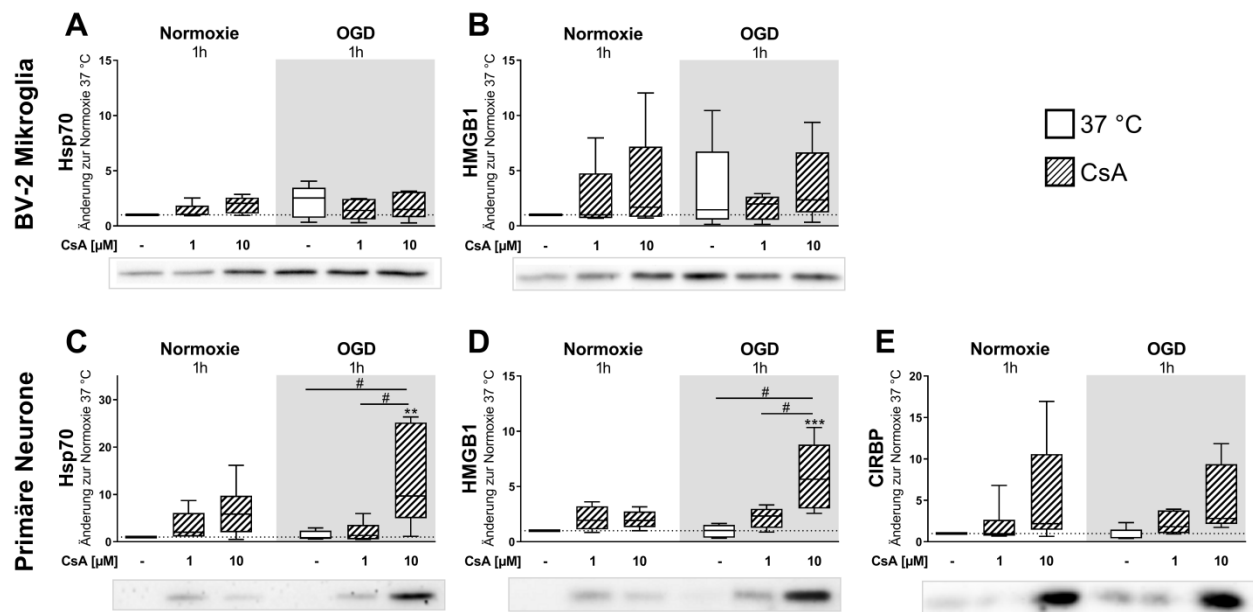 BV-2 Mikroglia
A
Normoxie
1h
OGD
1h
Hsp70
Änderung zur Normoxie 37 °C
15
10
5
0
CsA [µM] - 1 10 - 1 10
B
Normoxie
1h
OGD
1h
HMGB1
Änderung zur Normoxie 37 °C
15
10
5
0
CsA [µM] - 1 10 - 1 10
37 °C
CsA
Primäre Neurone
C
Normoxie
1h
OGD
1h
Hsp70
Änderung zur Normoxie 37 °C
30
20
10
0
#
#
**
CsA [µM] - 1 10 - 1 10
D
Normoxie
1h
OGD
1h
HMGB1
Änderung zur Normoxie 37 °C
15
10
5
0
#
#
***
CsA [µM] - 1 10 - 1 10
E
Normoxie
1h
OGD
1h
CIRBP
Änderung zur Normoxie 37 °C
20
15
10
5
0
CsA [µM] - 1 10 - 1 10